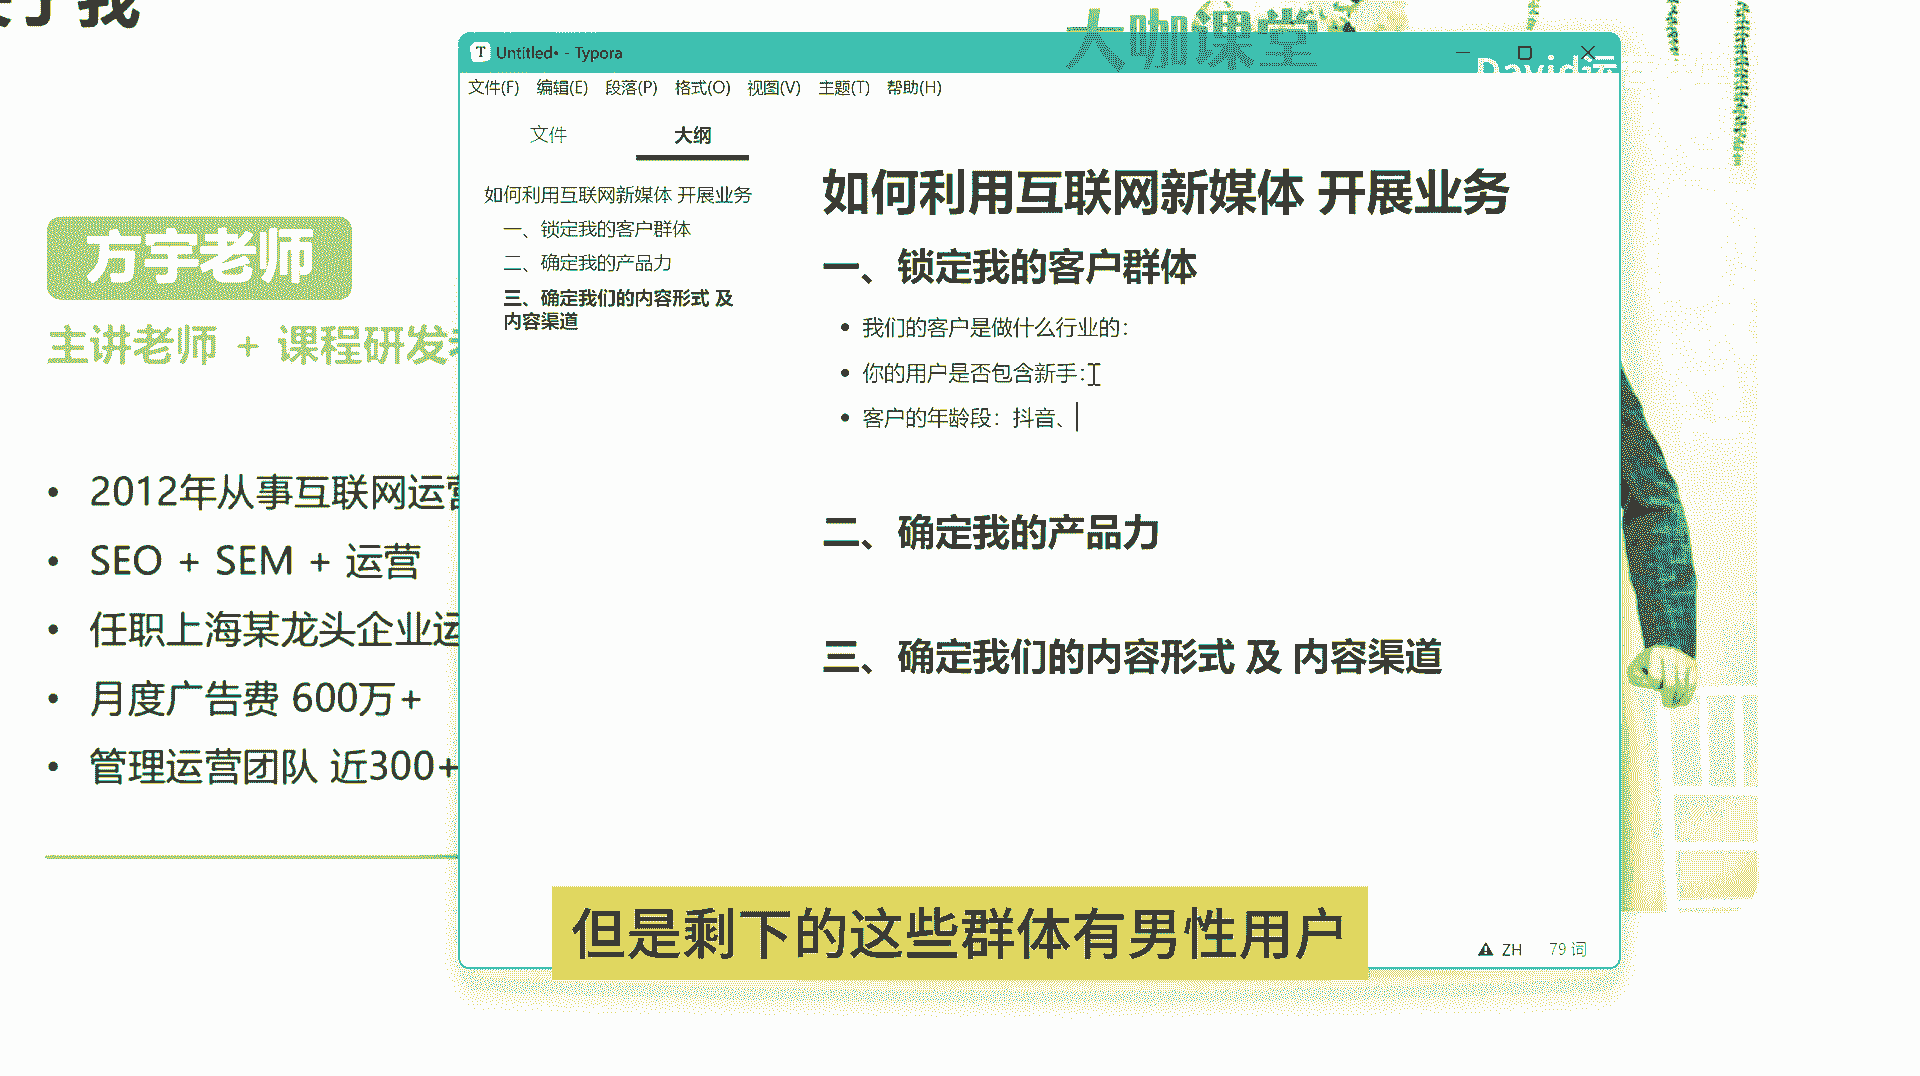 我
大咖课堂
David运
Untitled• - Typora
文件(F) 编辑(E) 段落(P) 格式(O) 视图(V) 主题(T) 帮助(H)
文件 大纲
如何利用互联网新媒体 开展业务
一、锁定我的客户群体
二、确定我的产品力
三、确定我们的内容形式 及
内容渠道
如何利用互联网新媒体 开展业务
一、锁定我的客户群体
• 我们的客户是做什么行业的：
• 你的用户是否包含新手：
• 客户的年龄段：抖音、
二、确定我的产品力
三、确定我们的内容形式 及 内容渠道
方宇老师
主讲老师 + 课程研发
• 2012年从事互联网运营
• SEO + SEM + 运营
• 任职上海某龙头企业运
• 月度广告费 600万+
• 管理运营团队 近300+
但是剩下的这些群体有男性用户
ZH 79 词